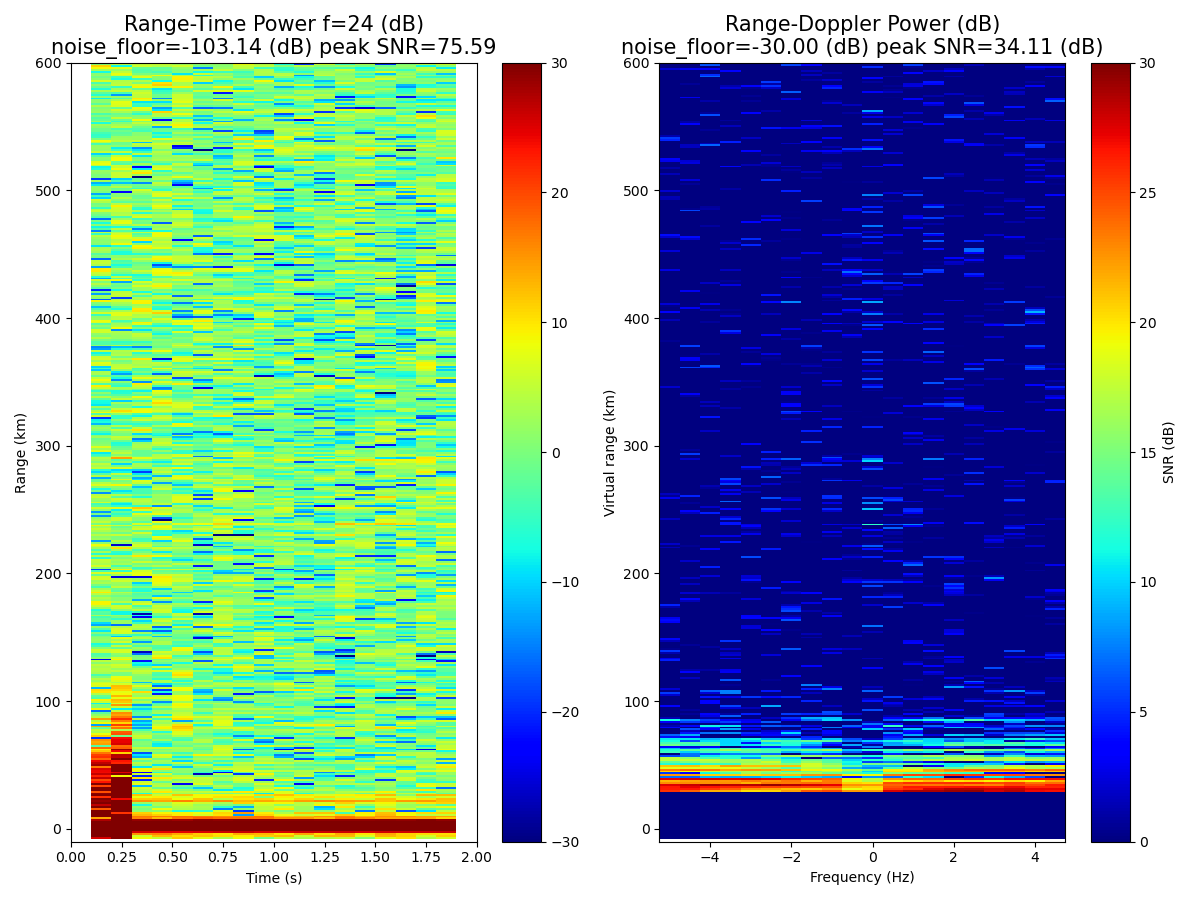 Range-Time Power f=24 (dB)
noise_floor=-103.14 (dB) peak SNR=75.59
600
500
400
300
200
100
0
Range (km)
0.00 0.25 0.50 0.75 1.00 1.25 1.50 1.75 2.00
Time (s)
30
20
10
0
−10
−20
−30
Range-Doppler Power (dB)
noise_floor=-30.00 (dB) peak SNR=34.11 (dB)
600
500
400
300
200
100
0
Virtual range (km)
−4 −2 0 2 4
Frequency (Hz)
30
25
20
15
10
5
0
SNR (dB)